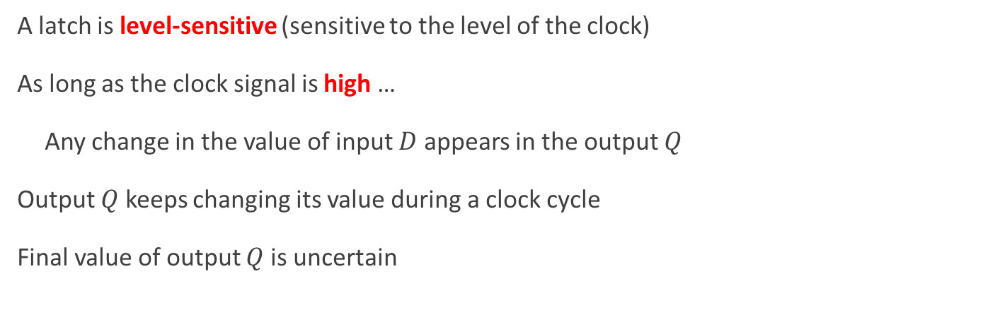 A latch is level-sensitive (sensitive to the level of the clock)
As long as the clock signal is high …
Any change in the value of input D appears in the output Q
Output Q keeps changing its value during a clock cycle
Final value of output Q is uncertain